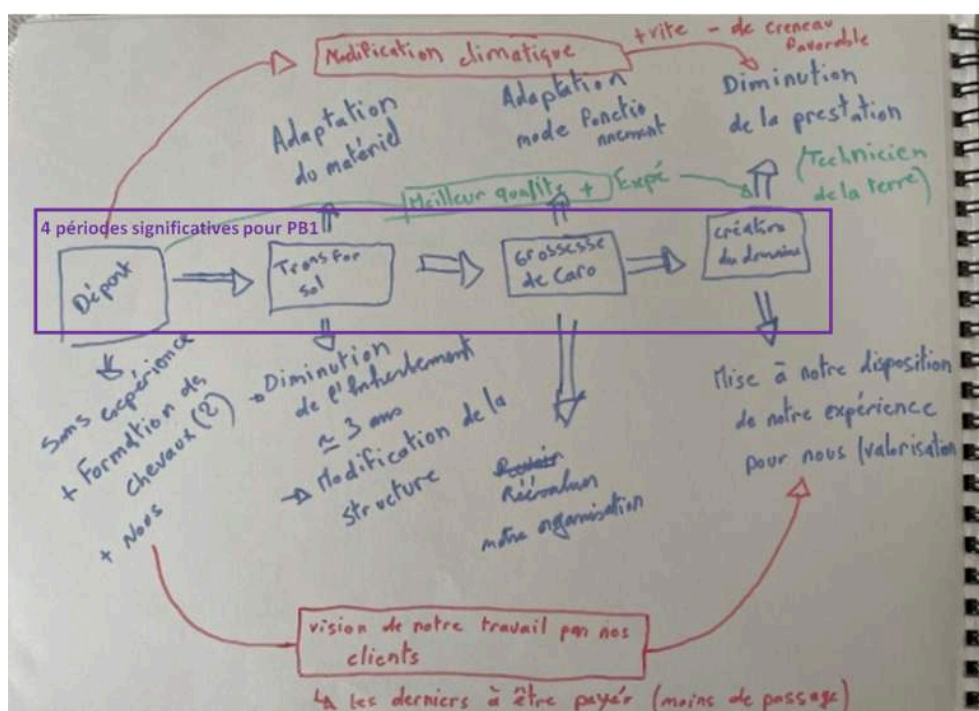 Modification climatique
+ vite - de creneau
favorable
Adaptation
du matériel
Adaptation
mode fonctio
nnement
Diminution
de la prestation
(Technicien
de la terre)
Meilleur qualité + Expé
4 périodes significatives pour PB1
Départ
Transfor
sol
Grossesse
de Caro
création
du domaine
Sans expérience
+ Formation de
chevaux (2)
+ Nous
Diminution
de l'
≈ 3 ans
Modification de la
structure
Réévaluer
notre organisation
Mise à notre disposition
de notre expérience
pour nous (valorisation
vision de notre travail par nos
clients
les derniers à être payér (moins de passage)